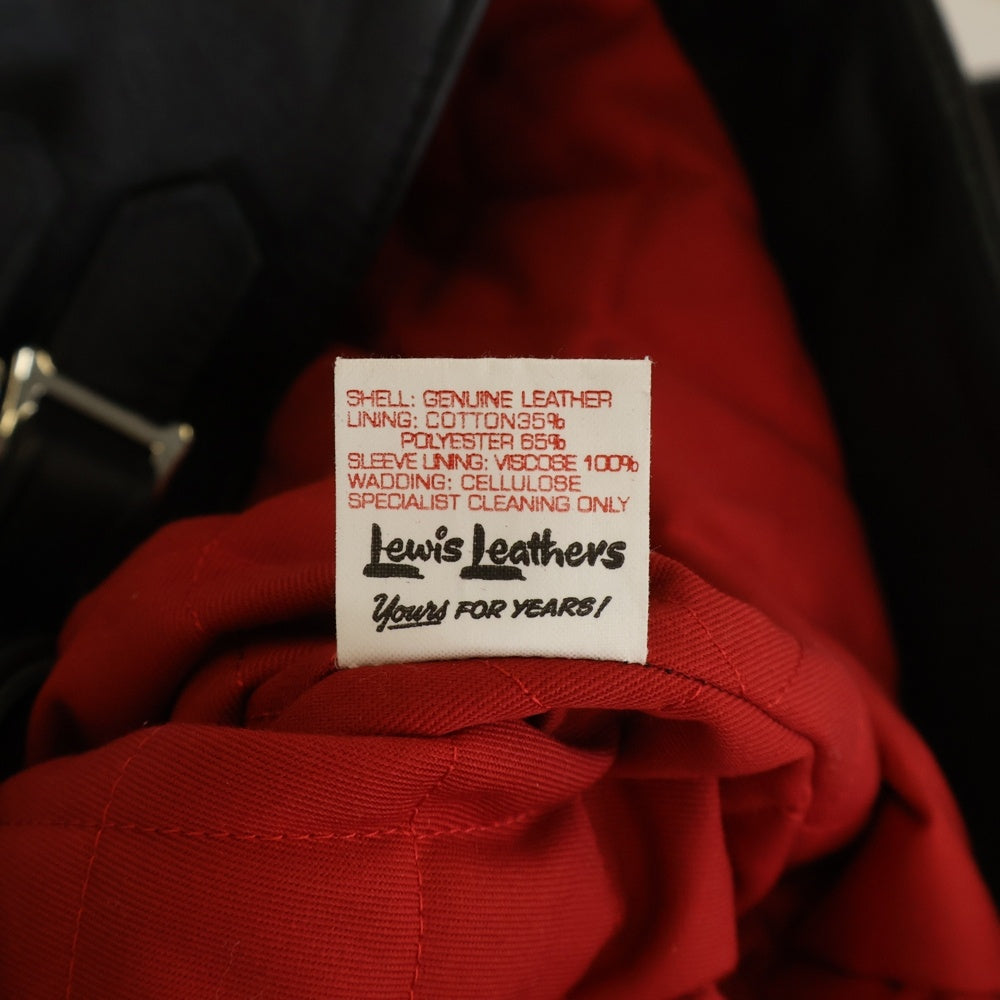 SHELL: GENUINE LEATHER
LINING: COTTON35%
POLYESTER 65%
SLEEVE LINING: VISCOSE 100%
WADDING: CELLULOSE
SPECIALIST CLEANING ONLY
Lewis Leathers
Yours FOR YEARS!